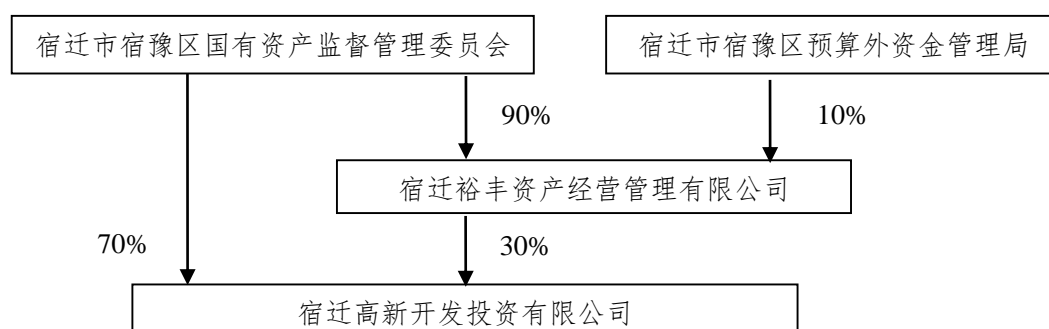 宿迁市宿豫区国有资产监督管理委员会
宿迁市宿豫区预算外资金管理局
90%
10%
宿迁裕丰资产经营管理有限公司
70%
30%
宿迁高新开发投资有限公司